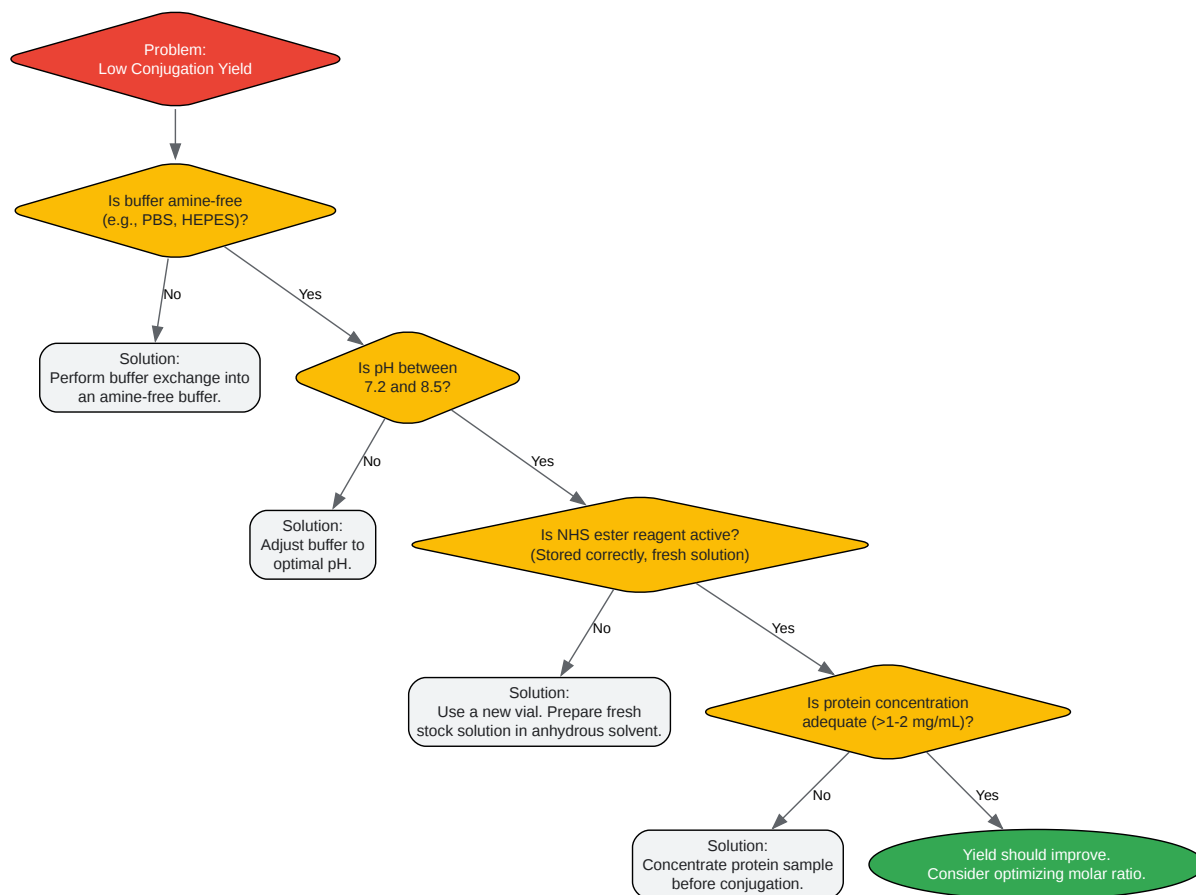 Problem:
Low Conjugation Yield
Is buffer amine-free
(e.g., PBS, HEPES)?
No
Yes
Solution:
Perform buffer exchange into
an amine-free buffer.
Is pH between
7.2 and 8.5?
No
Yes
Solution:
Adjust buffer to
optimal pH.
Is NHS ester reagent active?
(Stored correctly, fresh solution)
No
Yes
Solution:
Use a new vial. Prepare fresh
stock solution in anhydrous solvent.
Is protein concentration
adequate (>1-2 mg/mL)?
No
Yes
Solution:
Concentrate protein sample
before conjugation.
Yield should improve.
Consider optimizing molar ratio.